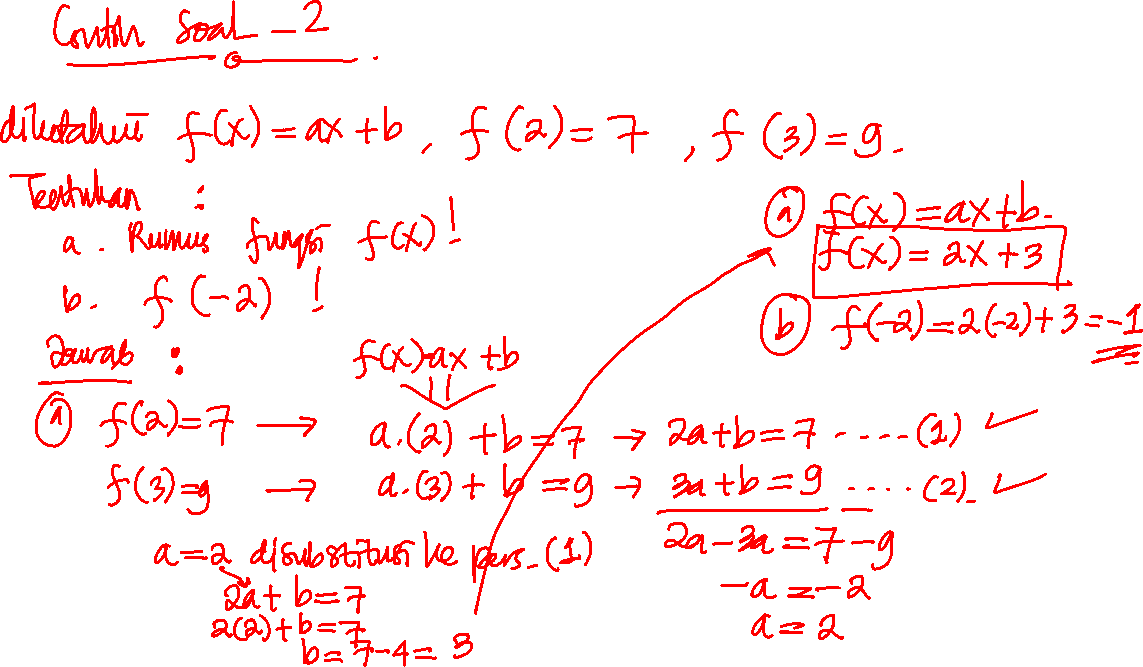 Contoh Soal - 2
diketahui f(x) = ax + b, f(2) = 7, f(3) = 9.
Tentukan :
a. Rumus fungsi f(x)!
b. f(-2)!
Jawab :
f(x) = ax + b
(a) f(2) = 7 → a.(2) + b = 7 → 2a + b = 7 ......(1) ✓
f(3) = 9 → a.(3) + b = 9 → 3a + b = 9 .....(2). ✓
2a - 3a = 7 - 9
-a = -2
a = 2
a = 2 disubstitusi ke pers. (1)
2a + b = 7
2(2) + b = 7
b = 7 - 4 = 3
(a) f(x) = ax + b.
f(x) = 2x + 3
(b) f(-2) = 2(-2) + 3 = -1